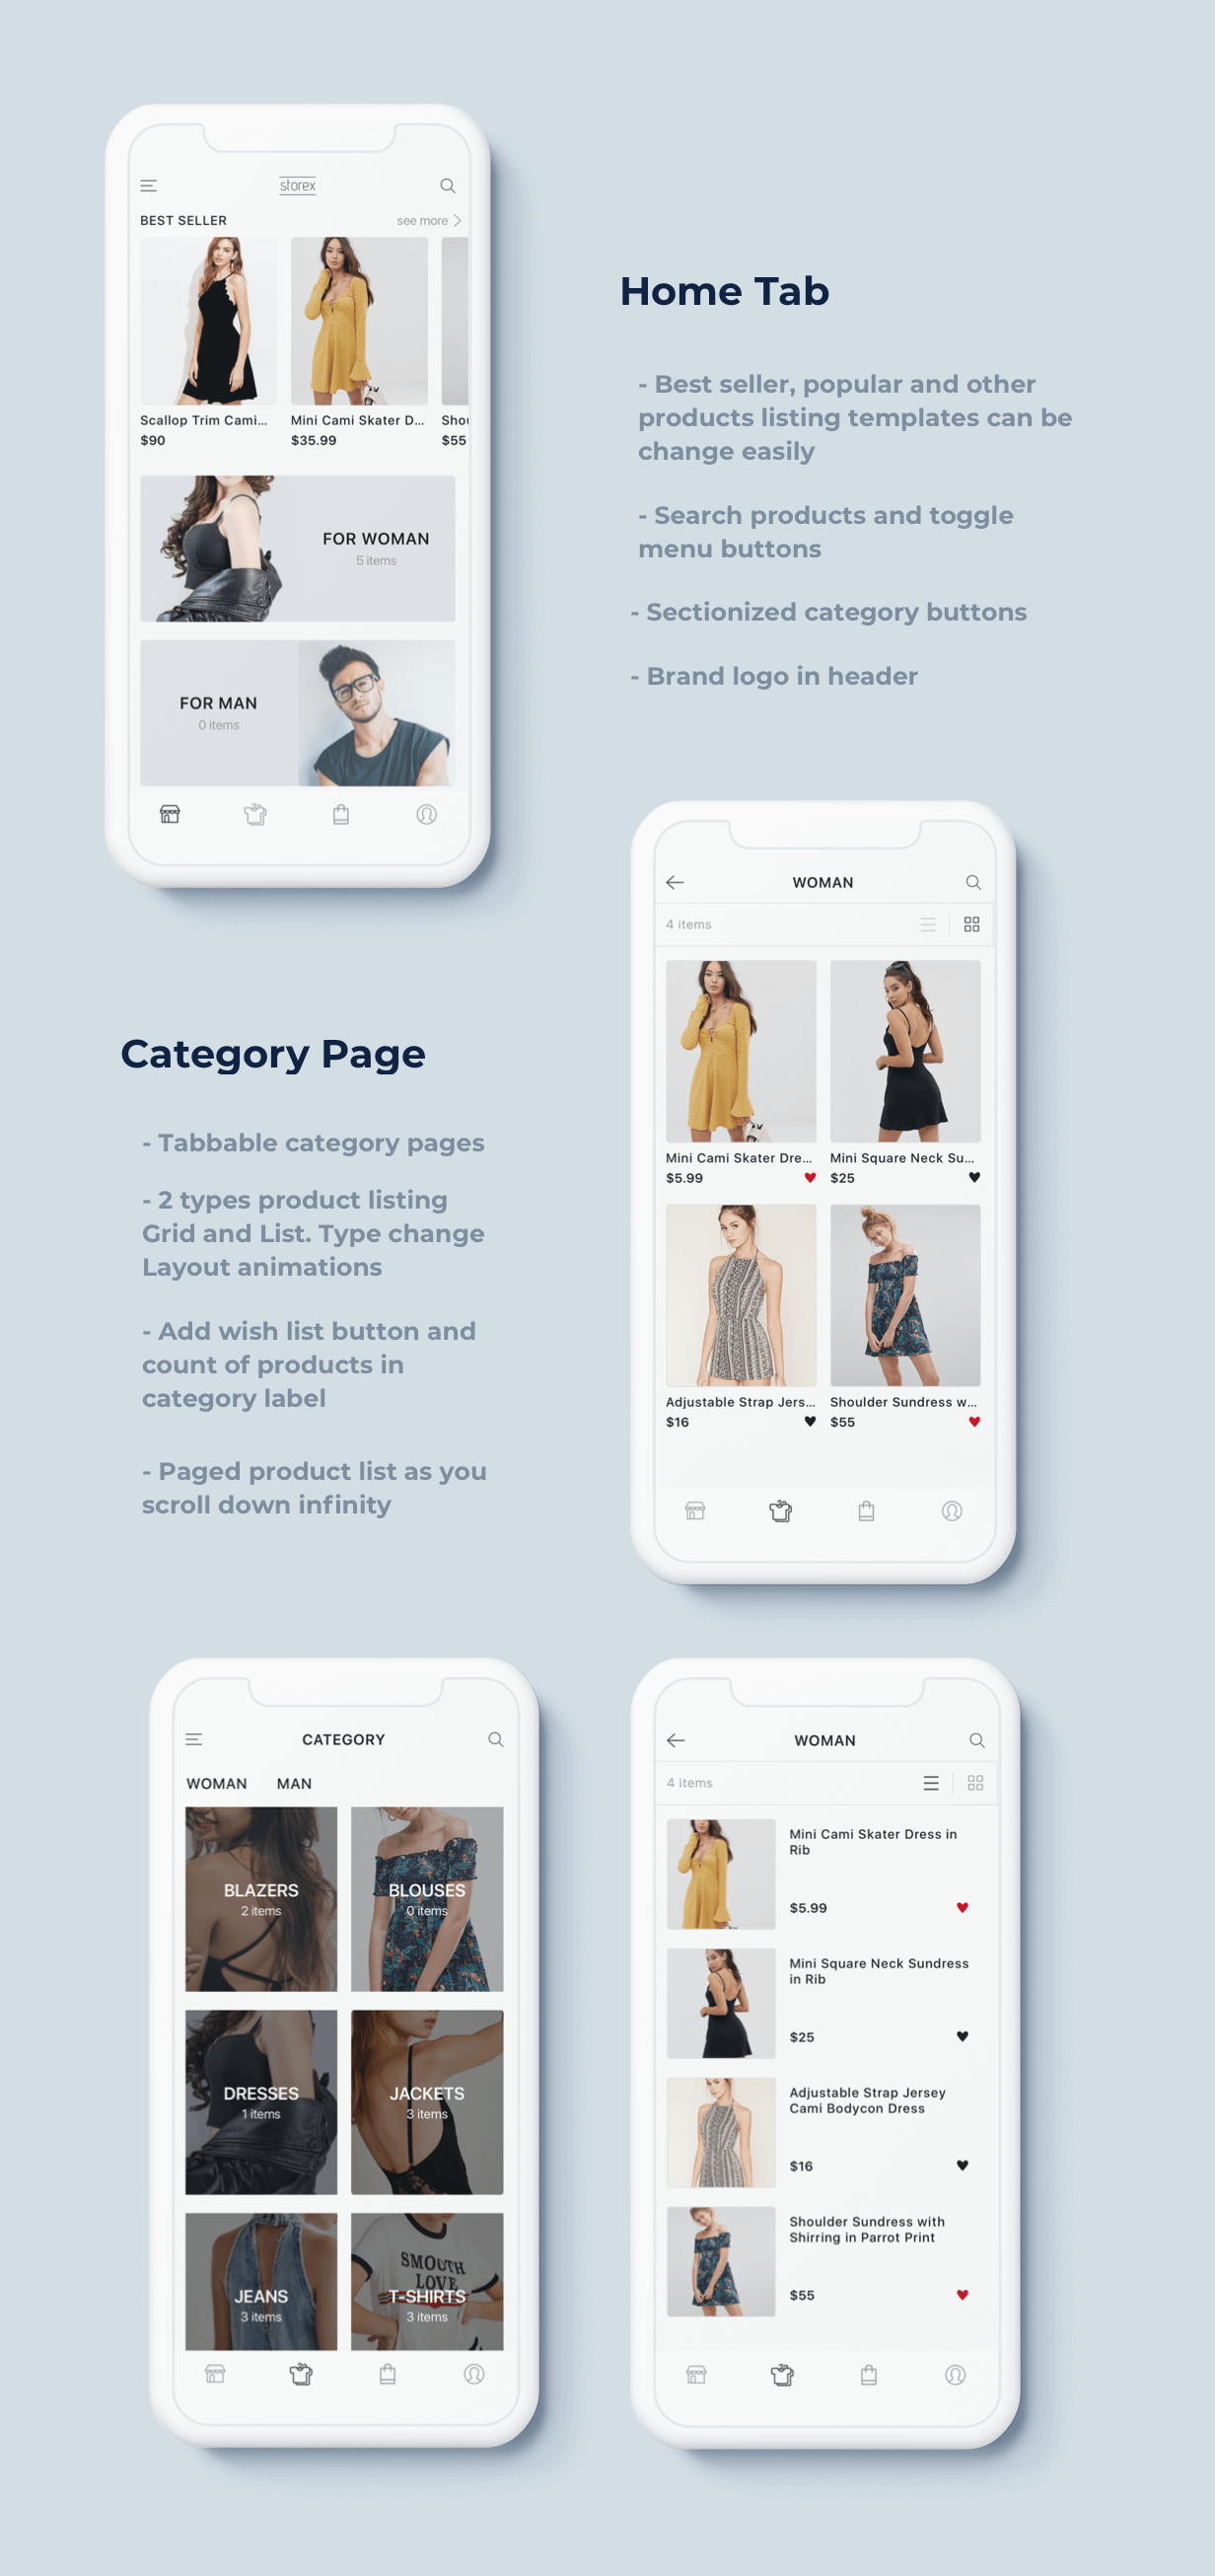 storex
BEST SELLER
see more
Scallop Trim Cami...
Mini Cami Skater D...
Shou
$90
$35.99
$55
FOR WOMAN
5 items
FOR MAN
0 items
Home Tab
- Best seller, popular and other
products listing templates can be
change easily
- Search products and toggle
menu buttons
- Sectionized category buttons
- Brand logo in header
WOMAN
4 items
Mini Cami Skater Dre...
Mini Square Neck Su...
$5.99
$25
Adjustable Strap Jers...
Shoulder Sundress w...
$16
$55
Category Page
- Tabbable category pages
- 2 types product listing
Grid and List. Type change
Layout animations
- Add wish list button and
count of products in
category label
- Paged product list as you
scroll down infinity
CATEGORY
WOMAN
MAN
BLAZERS
2 items
BLOUSES
0 items
DRESSES
1 items
JACKETS
3 items
SMOOTH
LOVE
JEANS
3 items
T-SHIRTS
3 items
WOMAN
4 items
Mini Cami Skater Dress in
Rib
$5.99
Mini Square Neck Sundress
in Rib
$25
Adjustable Strap Jersey
Cami Bodycon Dress
$16
Shoulder Sundress with
Shirring in Parrot Print
$55